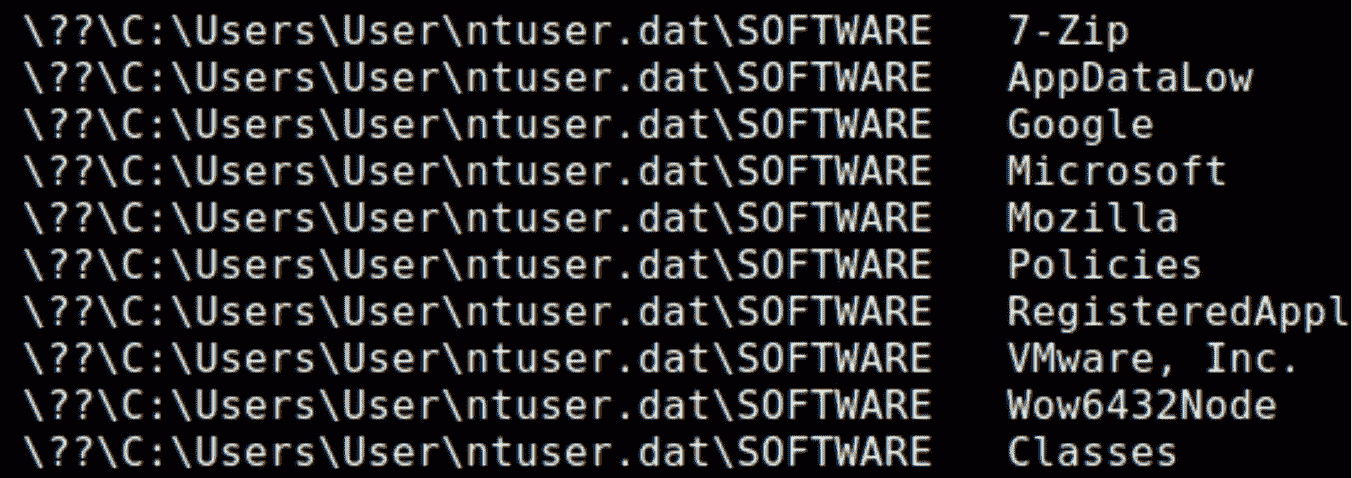 \??\C:\Users\User\ntuser.dat\SOFTWARE 7-Zip
\??\C:\Users\User\ntuser.dat\SOFTWARE AppDataLow
\??\C:\Users\User\ntuser.dat\SOFTWARE Google
\??\C:\Users\User\ntuser.dat\SOFTWARE Microsoft
\??\C:\Users\User\ntuser.dat\SOFTWARE Mozilla
\??\C:\Users\User\ntuser.dat\SOFTWARE Policies
\??\C:\Users\User\ntuser.dat\SOFTWARE RegisteredAppl
\??\C:\Users\User\ntuser.dat\SOFTWARE VMware, Inc.
\??\C:\Users\User\ntuser.dat\SOFTWARE Wow6432Node
\??\C:\Users\User\ntuser.dat\SOFTWARE Classes